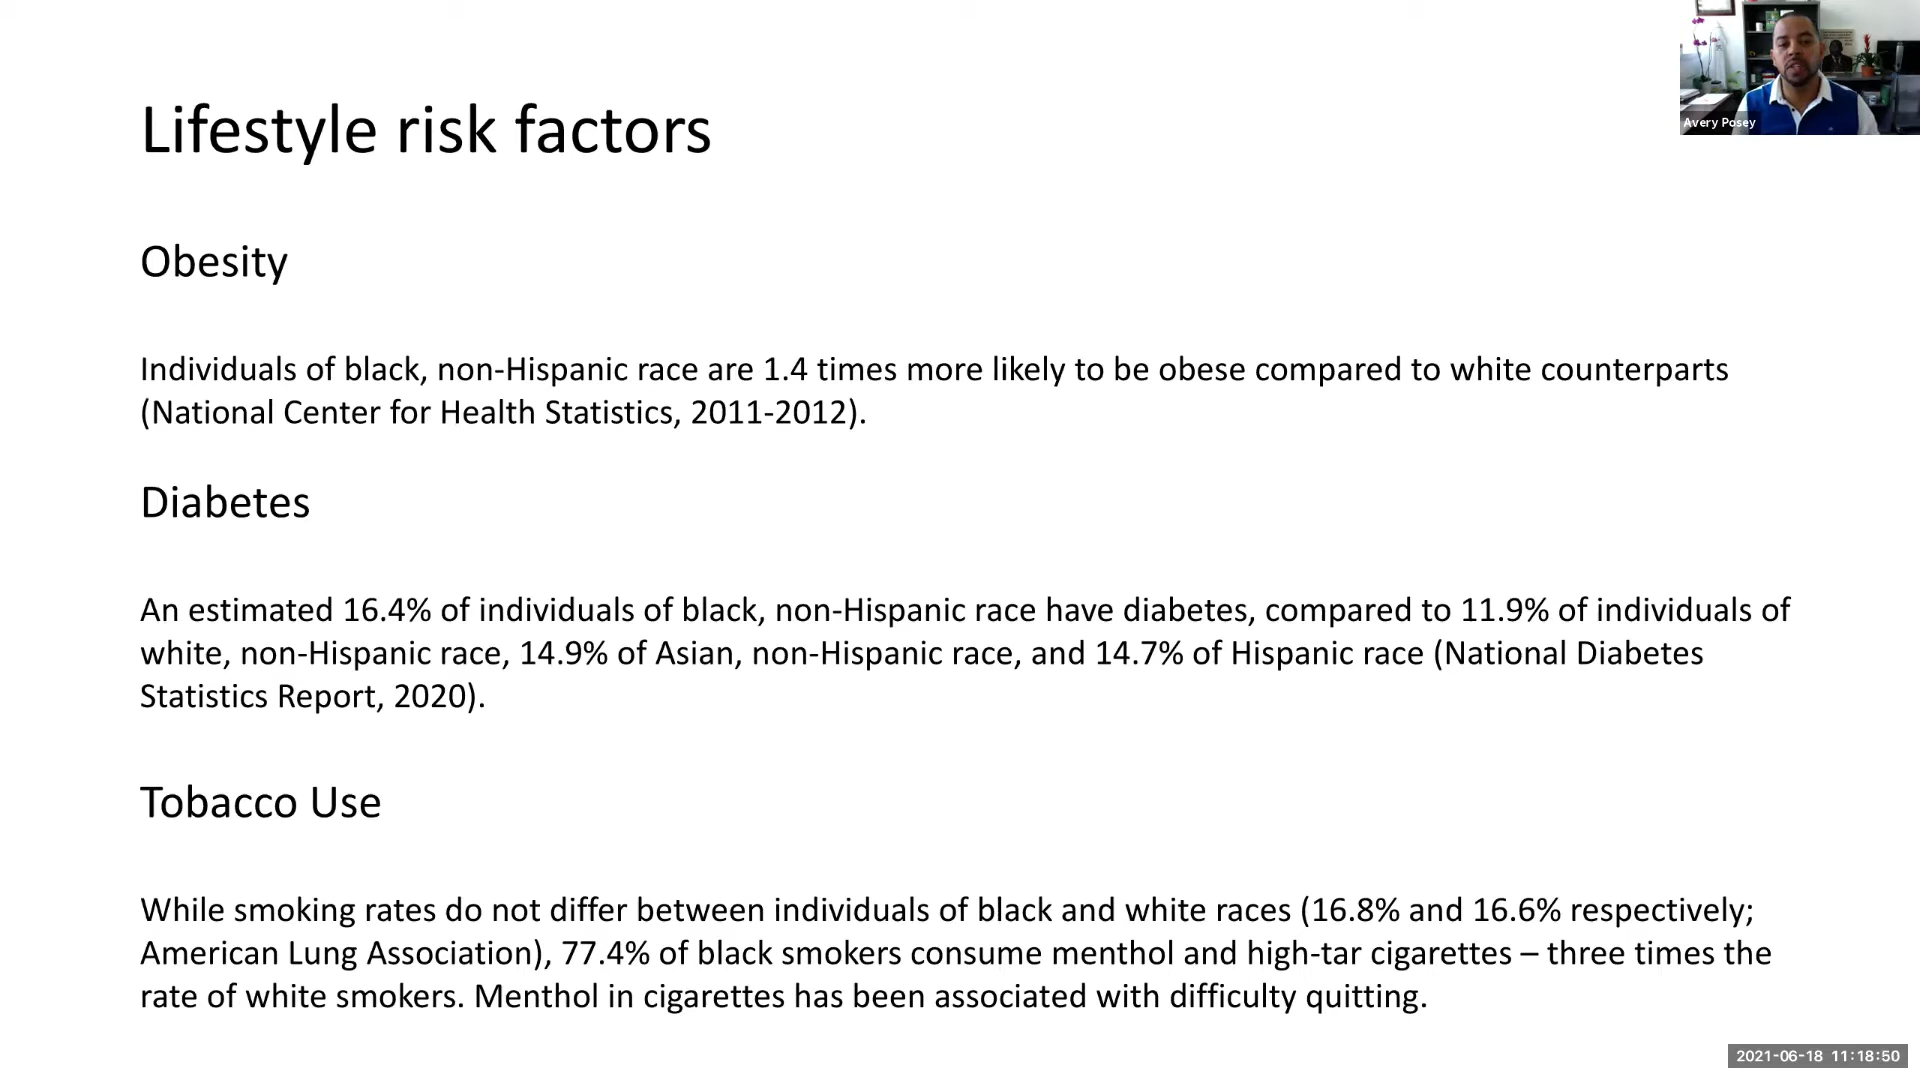 Lifestyle risk factors
Avery Posey
Obesity
Individuals of black, non-Hispanic race are 1.4 times more likely to be obese compared to white counterparts
(National Center for Health Statistics, 2011-2012).
Diabetes
An estimated 16.4% of individuals of black, non-Hispanic race have diabetes, compared to 11.9% of individuals of
white, non-Hispanic race, 14.9% of Asian, non-Hispanic race, and 14.7% of Hispanic race (National Diabetes
Statistics Report, 2020).
Tobacco Use
While smoking rates do not differ between individuals of black and white races (16.8% and 16.6% respectively;
American Lung Association), 77.4% of black smokers consume menthol and high-tar cigarettes – three times the
rate of white smokers. Menthol in cigarettes has been associated with difficulty quitting.
2021-06-18 11:18:50